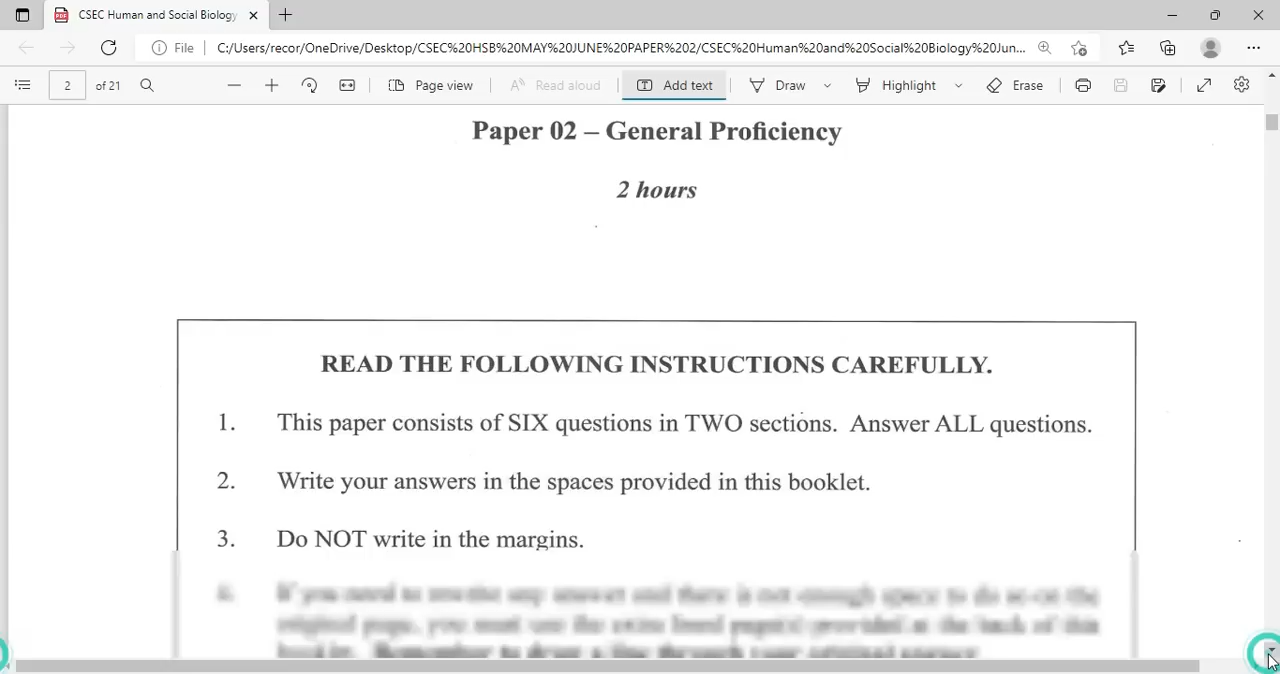 CSEC Human and Social Biology
File C:/Users/recor/OneDrive/Desktop/CSEC%20HSB%20MAY%20JUNE%20PAPER%202/CSEC%20Human%20and%20Social%20Biology%20Jun...
2 of 21 Page view Read aloud Add text Draw Highlight Erase
Paper 02 – General Proficiency
2 hours
READ THE FOLLOWING INSTRUCTIONS CAREFULLY.
1. This paper consists of SIX questions in TWO sections. Answer ALL questions.
2. Write your answers in the spaces provided in this booklet.
3. Do NOT write in the margins.